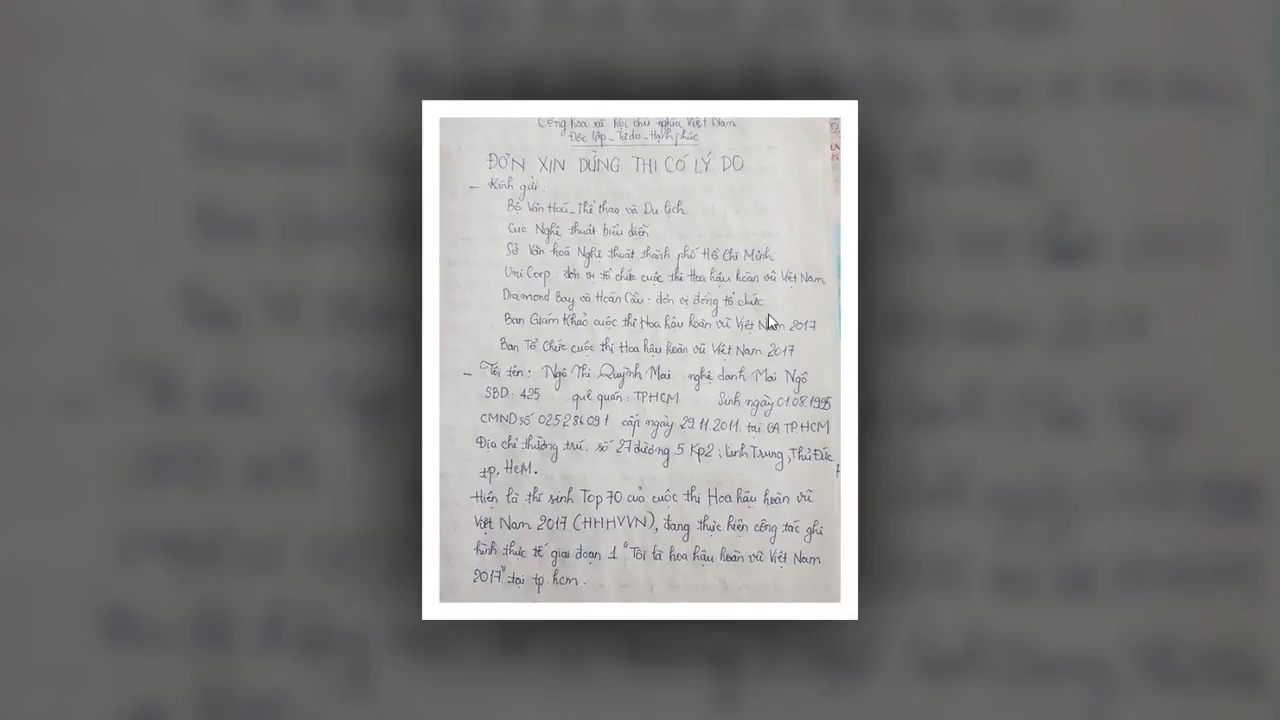 Cộng hòa xã hội chủ nghĩa Việt Nam
Độc lập _ Tự do _ Hạnh phúc
ĐƠN XIN DỪNG THI CÓ LÝ DO
_ Kính gửi
Bộ Văn Hoá _ Thể thao và Du lịch
Cục Nghệ thuật biểu diễn
Sở Văn hoá Nghệ thuật thành phố Hồ Chí Minh
Uni Corp : đơn vị tổ chức cuộc thi Hoa hậu hoàn vũ Việt Nam
Diamond Bay và Hoàn Cầu : đơn vị đồng tổ chức
Ban Giám Khảo cuộc thi Hoa hậu hoàn vũ Việt Nam 2017
Ban Tổ Chức cuộc thi Hoa hậu hoàn vũ Việt Nam 2017
_ Tôi tên : Ngô Thị Quỳnh Mai nghệ danh Mai Ngô
SBD : 425 quê quán : TPHCM Sinh ngày 01.08.1995
CMND số 025284091 cấp ngày 29.11.2011. tại CA TP.HCM
Địa chỉ thường trú : số 27 đường 5 Kp2 ; Linh Trung, Thủ Đức
tp. HCM.
Hiện là thí sinh Top 70 của cuộc thi Hoa hậu hoàn vũ
Việt Nam 2017 (HHHVVN), đang thực hiện công tác ghi
hình thực tế giai đoạn 1 "Tôi là hoa hậu hoàn vũ Việt Nam
2017" tại tp. hcm.